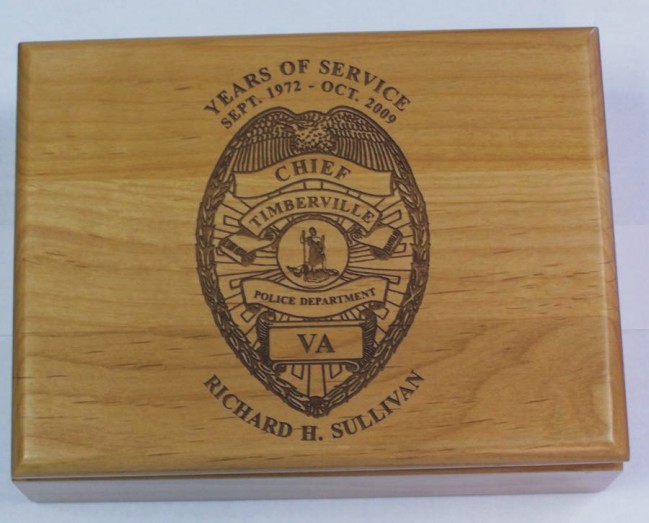 YEARS OF SERVICE
SEPT. 1972 - OCT. 2009
CHIEF
TIMBERVILLE
POLICE DEPARTMENT
VA
RICHARD H. SULLIVAN